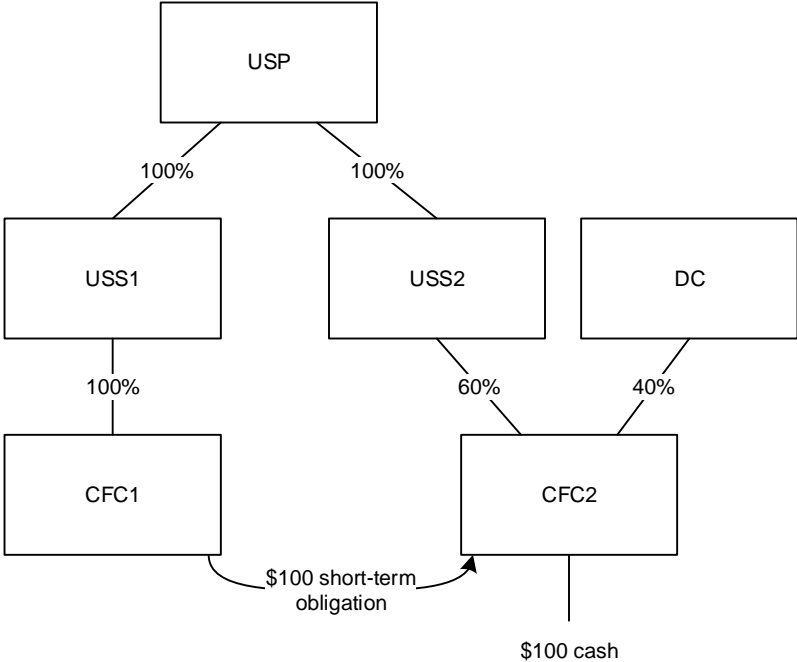 USP
100%
100%
USS1
USS2
DC
100%
60%
40%
CFC1
CFC2
$100 short-term
obligation
$100 cash